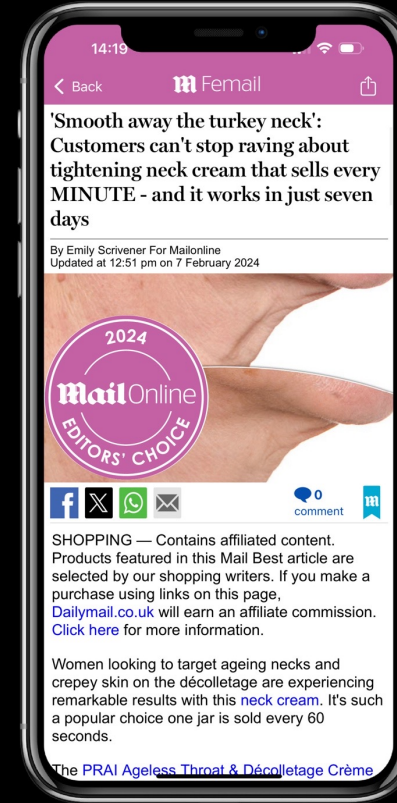 14:19
Back
m Femail
'Smooth away the turkey neck':
Customers can't stop raving about
tightening neck cream that sells every
MINUTE - and it works in just seven
days
By Emily Scrivener For Mailonline
Updated at 12:51 pm on 7 February 2024
2024
MailOnline
EDITORS' CHOICE
0
comment
m
SHOPPING — Contains affiliated content.
Products featured in this Mail Best article are
selected by our shopping writers. If you make a
purchase using links on this page,
Dailymail.co.uk will earn an affiliate commission.
Click here for more information.
Women looking to target ageing necks and
crepey skin on the décolletage are experiencing
remarkable results with this neck cream. It's such
a popular choice one jar is sold every 60
seconds.
The PRAI Ageless Throat & Décolletage Crème